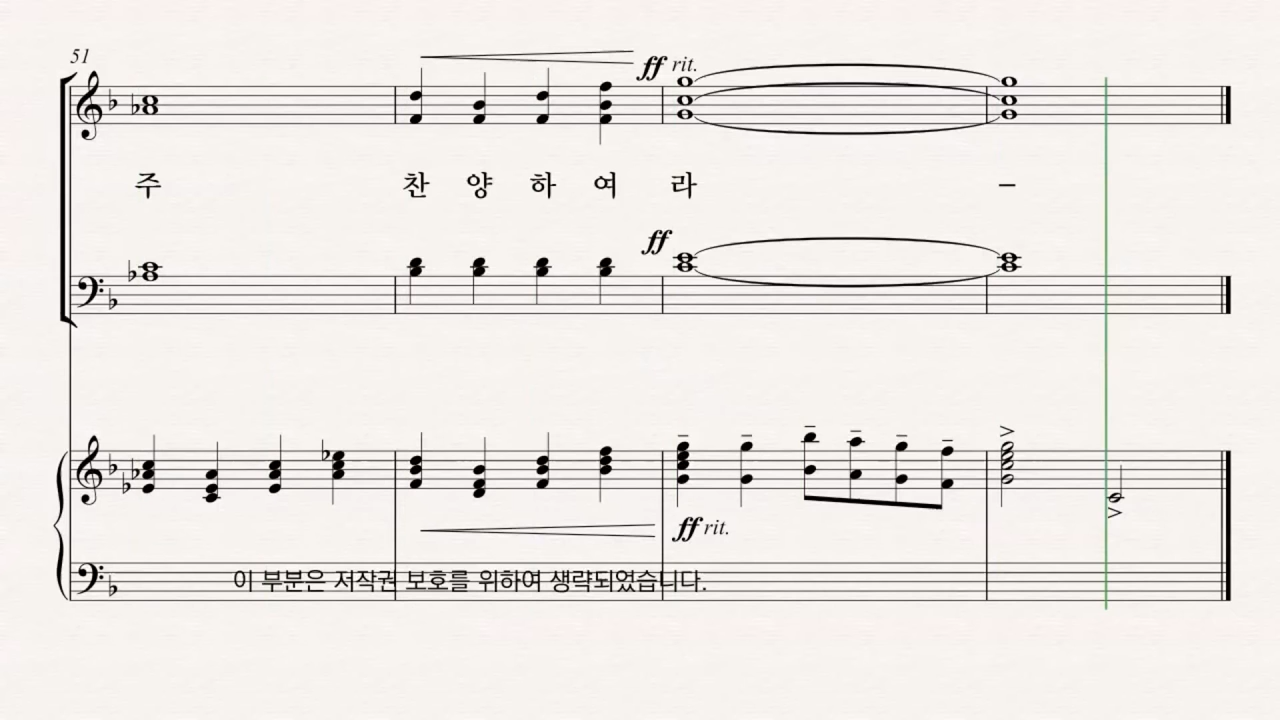 51
ff rit.
주 찬 양 하 여 라 –
ff
ff rit.
이 부분은 저작권 보호를 위하여 생략되었습니다.